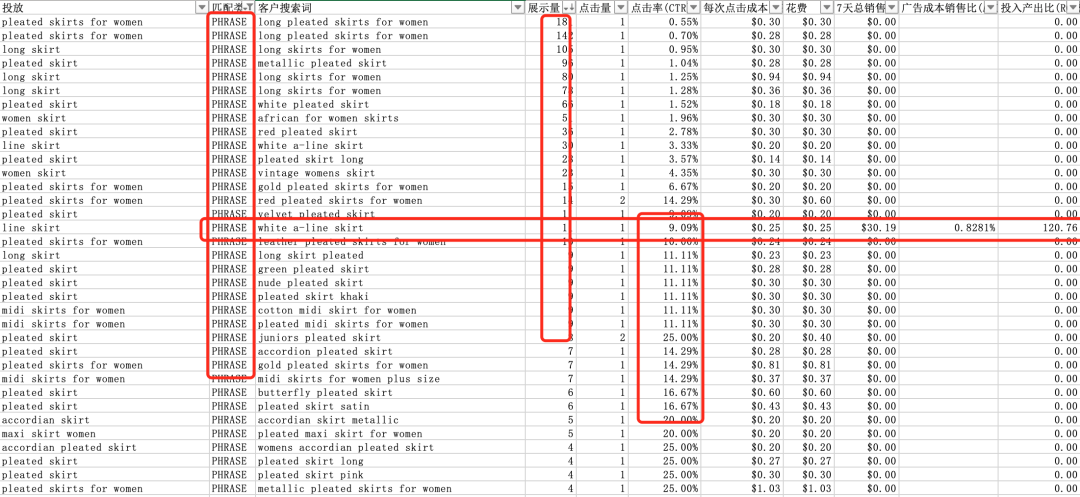 投放 匹配类 客户搜索词 展示量 点击量 点击率(CTR 每次点击成本 花费 7天总销售 广告成本销售比( 投入产出比(R
pleated skirts for women PHRASE long pleated skirts for women 1 0.55% $0.30 $0.30 $0.00 0.00
pleated skirts for women PHRASE long pleated skirts for women 142 1 0.70% $0.28 $0.28 $0.00 0.00
long skirt PHRASE long skirts for women 105 1 0.95% $0.30 $0.30 $0.00 0.00
pleated skirt PHRASE metallic pleated skirt 96 1 1.04% $0.28 $0.28 $0.00 0.00
long skirt PHRASE long skirts for women 80 1 1.25% $0.94 $0.94 $0.00 0.00
long skirt PHRASE long skirts for women 78 1 1.28% $0.36 $0.36 $0.00 0.00
pleated skirt PHRASE white pleated skirt 66 1 1.52% $0.18 $0.18 $0.00 0.00
women skirt PHRASE african for women skirts 51 1 1.96% $0.30 $0.30 $0.00 0.00
pleated skirt PHRASE red pleated skirt 36 1 2.78% $0.30 $0.30 $0.00 0.00
line skirt PHRASE white a-line skirt 30 1 3.33% $0.20 $0.20 $0.00 0.00
pleated skirt PHRASE pleated skirt long 28 1 3.57% $0.14 $0.14 $0.00 0.00
women skirt PHRASE vintage womens skirt 23 1 4.35% $0.30 $0.30 $0.00 0.00
pleated skirts for women PHRASE gold pleated skirts for women 15 1 6.67% $0.20 $0.20 $0.00 0.00
pleated skirts for women PHRASE red pleated skirts for women 14 2 14.29% $0.30 $0.60 $0.00 0.00
pleated skirt PHRASE velvet pleated skirt 11 1 9.09% $0.20 $0.20 $0.00 0.00
line skirt PHRASE white a-line skirt 11 1 9.09% $0.25 $0.25 $30.19 0.8281% 120.76
pleated skirts for women PHRASE leather pleated skirts for women 10 1 10.00% $0.24 $0.24 $0.00 0.00
long skirt PHRASE long skirt pleated 9 1 11.11% $0.23 $0.23 $0.00 0.00
pleated skirt PHRASE green pleated skirt 9 1 11.11% $0.28 $0.28 $0.00 0.00
pleated skirt PHRASE nude pleated skirt 9 1 11.11% $0.30 $0.30 $0.00 0.00
pleated skirt PHRASE pleated skirt khaki 9 1 11.11% $0.30 $0.30 $0.00 0.00
midi skirts for women PHRASE cotton midi skirt for women 9 1 11.11% $0.30 $0.30 $0.00 0.00
midi skirts for women PHRASE pleated midi skirts for women 9 1 11.11% $0.30 $0.30 $0.00 0.00
pleated skirt PHRASE juniors pleated skirt 8 2 25.00% $0.20 $0.40 $0.00 0.00
pleated skirt PHRASE accordion pleated skirt 7 1 14.29% $0.28 $0.28 $0.00 0.00
pleated skirts for women PHRASE gold pleated skirts for women 7 1 14.29% $0.81 $0.81 $0.00 0.00
midi skirts for women PHRASE midi skirts for women plus size 7 1 14.29% $0.37 $0.37 $0.00 0.00
pleated skirt PHRASE butterfly pleated skirt 6 1 16.67% $0.60 $0.60 $0.00 0.00
pleated skirt PHRASE pleated skirt satin 6 1 16.67% $0.43 $0.43 $0.00 0.00
accordian skirt PHRASE accordian skirt metallic 5 1 20.00% $0.20 $0.20 $0.00 0.00
maxi skirt women PHRASE pleated maxi skirt for women 5 1 20.00% $0.20 $0.20 $0.00 0.00
accordian pleated skirt PHRASE womens accordian pleated skirt 4 1 25.00% $0.20 $0.20 $0.00 0.00
pleated skirt PHRASE pleated skirt long 4 1 25.00% $0.27 $0.27 $0.00 0.00
pleated skirt PHRASE pleated skirt pink 4 1 25.00% $0.30 $0.30 $0.00 0.00
pleated skirts for women PHRASE metallic pleated skirts for women 4 1 25.00% $1.03 $1.03 $0.00 0.00